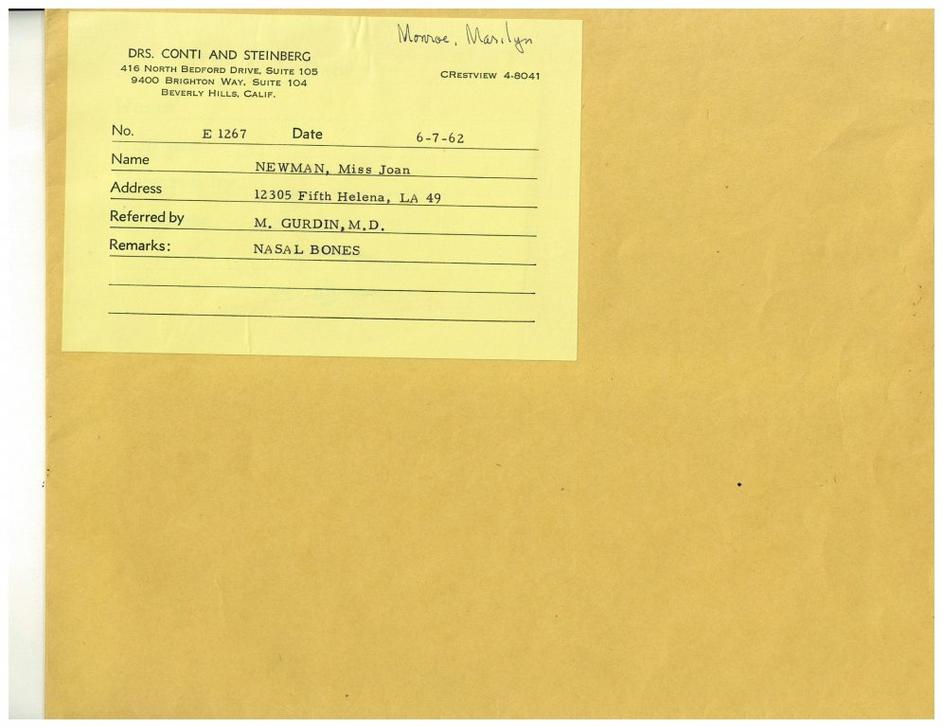 Monroe, Marilyn
DRS. CONTI AND STEINBERG
416 NORTH BEDFORD DRIVE, SUITE 105
9400 BRIGHTON WAY, SUITE 104
BEVERLY HILLS, CALIF.
CRESTVIEW 4-8041
No. E 1267 Date 6-7-62
Name NEWMAN, Miss Joan
Address 12305 Fifth Helena, LA 49
Referred by M. GURDIN, M.D.
Remarks: NASAL BONES